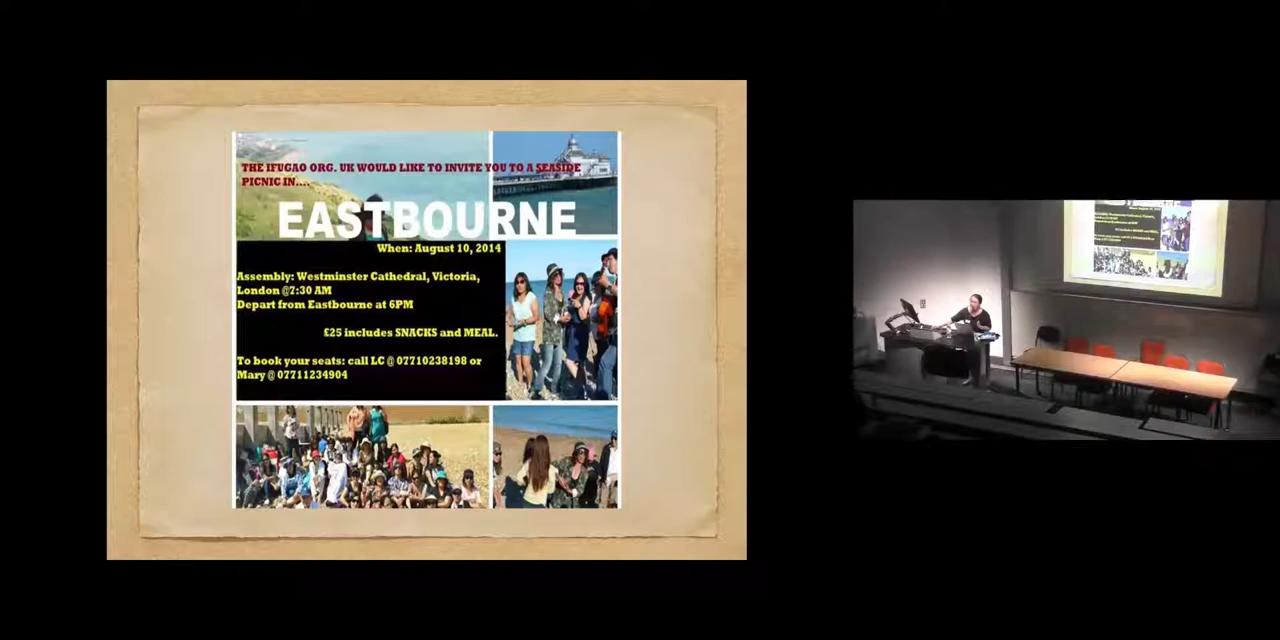 THE IFUGAO ORG. UK WOULD LIKE TO INVITE YOU TO A SEASIDE
PICNIC IN....
EASTBOURNE
When: August 10, 2014
Assembly: Westminster Cathedral, Victoria,
London @7:30 AM
Depart from Eastbourne at 6PM
£25 includes SNACKS and MEAL.
To book your seats: call LC @ 07710238198 or
Mary @ 07711234904